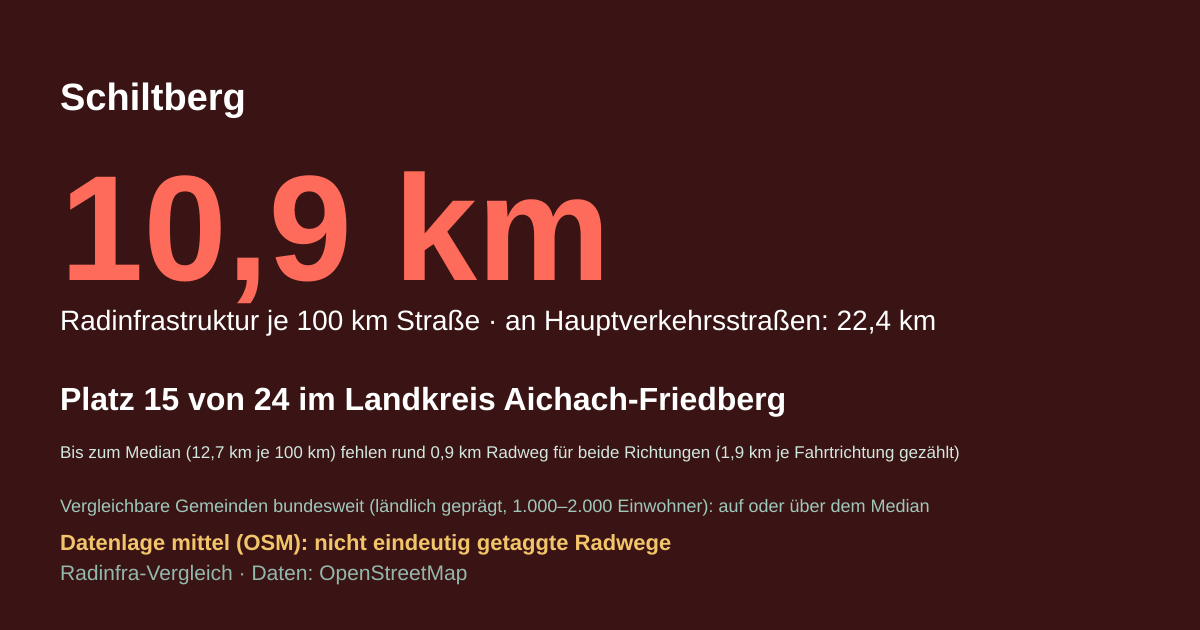 Schiltberg
10,9 km
Radinfrastruktur je 100 km Straße · an Hauptverkehrsstraßen: 22,4 km
Platz 15 von 24 im Landkreis Aichach-Friedberg
Bis zum Median (12,7 km je 100 km) fehlen rund 0,9 km Radweg für beide Richtungen (1,9 km je Fahrtrichtung gezählt)
Vergleichbare Gemeinden bundesweit (ländlich geprägt, 1.000–2.000 Einwohner): auf oder über dem Median
Datenlage mittel (OSM): nicht eindeutig getaggte Radwege
Radinfra-Vergleich · Daten: OpenStreetMap